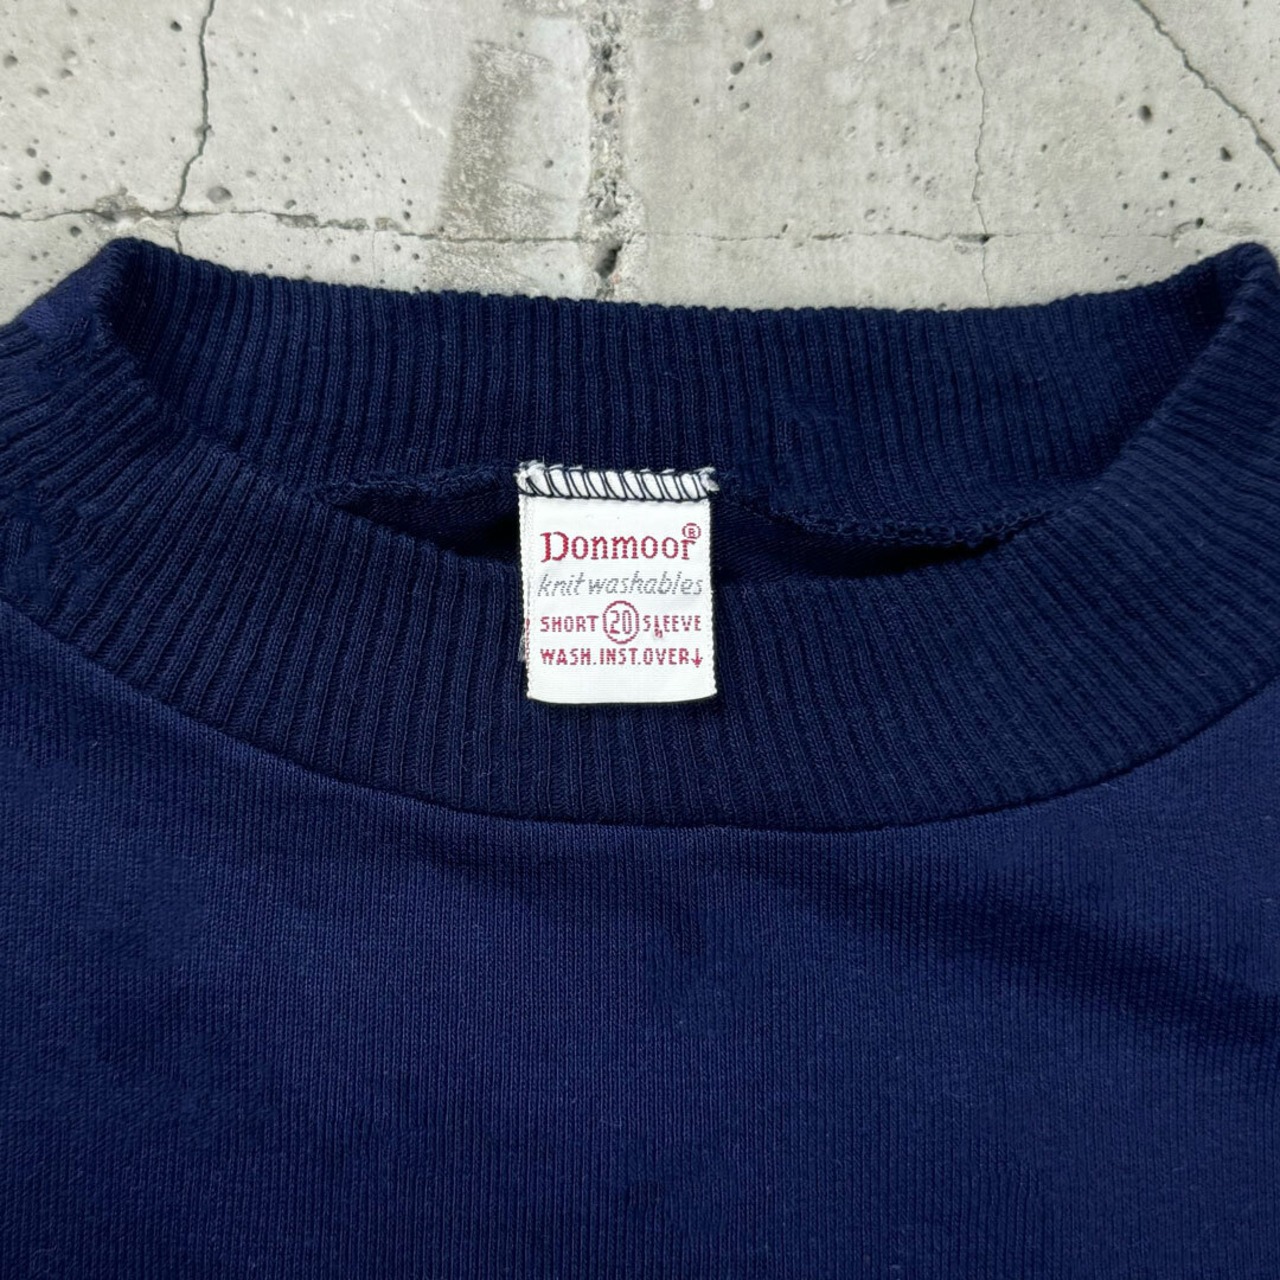 Donmoor®
knit washables
SHORT 20 SLEEVE
WASH.INST.OVER↓